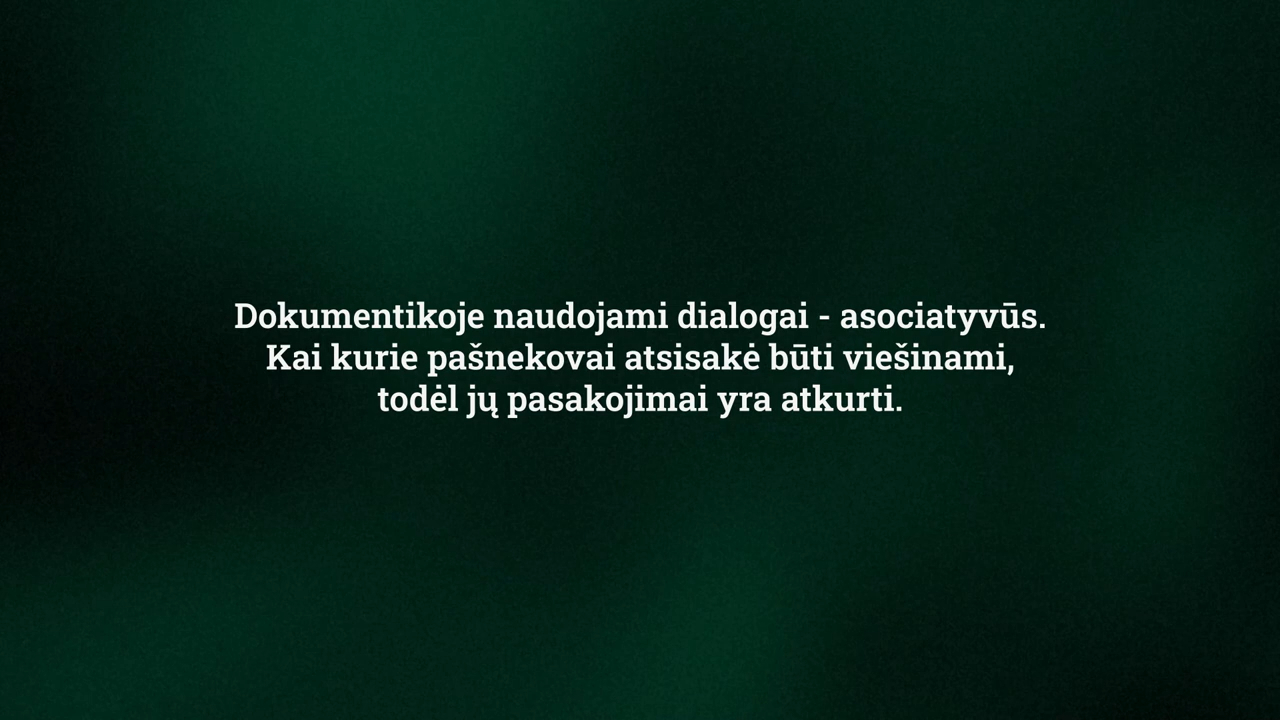 Dokumentikoje naudojami dialogai - asociatyvūs.
Kai kurie pašnekovai atsisakė būti viešinami,
todėl jų pasakojimai yra atkurti.